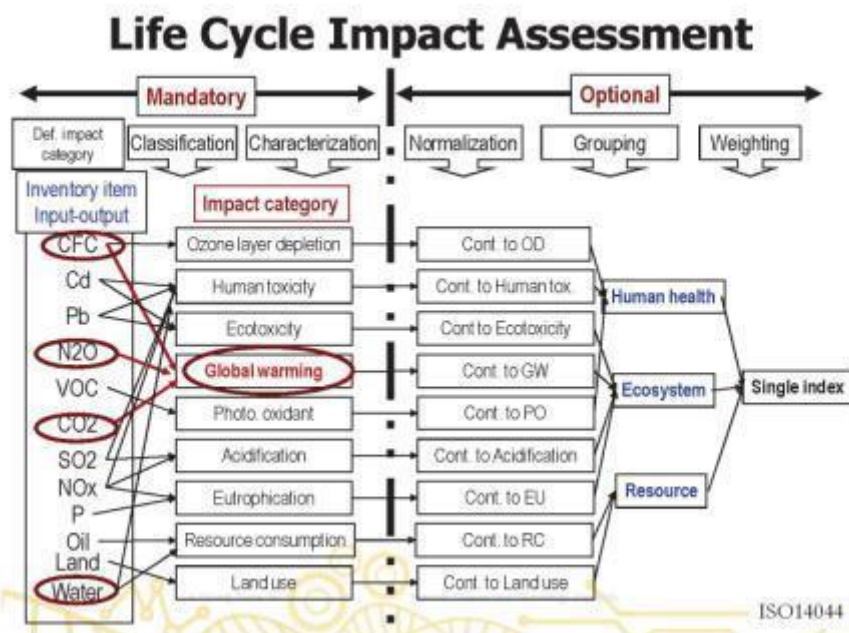 Life Cycle Impact Assessment
Mandatory
Optional
Def. impact
category
Classification
Characterization
Normalization
Grouping
Weighting
Inventory item
Input-output
Impact category
CFC
Ozone layer depletion
Cont. to OD
Cd
Human toxicity
Cont. to Human tox.
Human health
Pb
Ecotoxicity
Cont to Ecotoxicity
N2O
Global warming
Cont. to GW
Ecosystem
Single index
VOC
Photo. oxidant
Cont. to PO
CO2
SO2
Acidification
Cont. to Acidification
NOx
Eutrophication
Cont. to EU
Resource
P
Oil
Resource consumption
Cont. to RC
Land
Land use
Cont. to Land use
Water
ISO14044